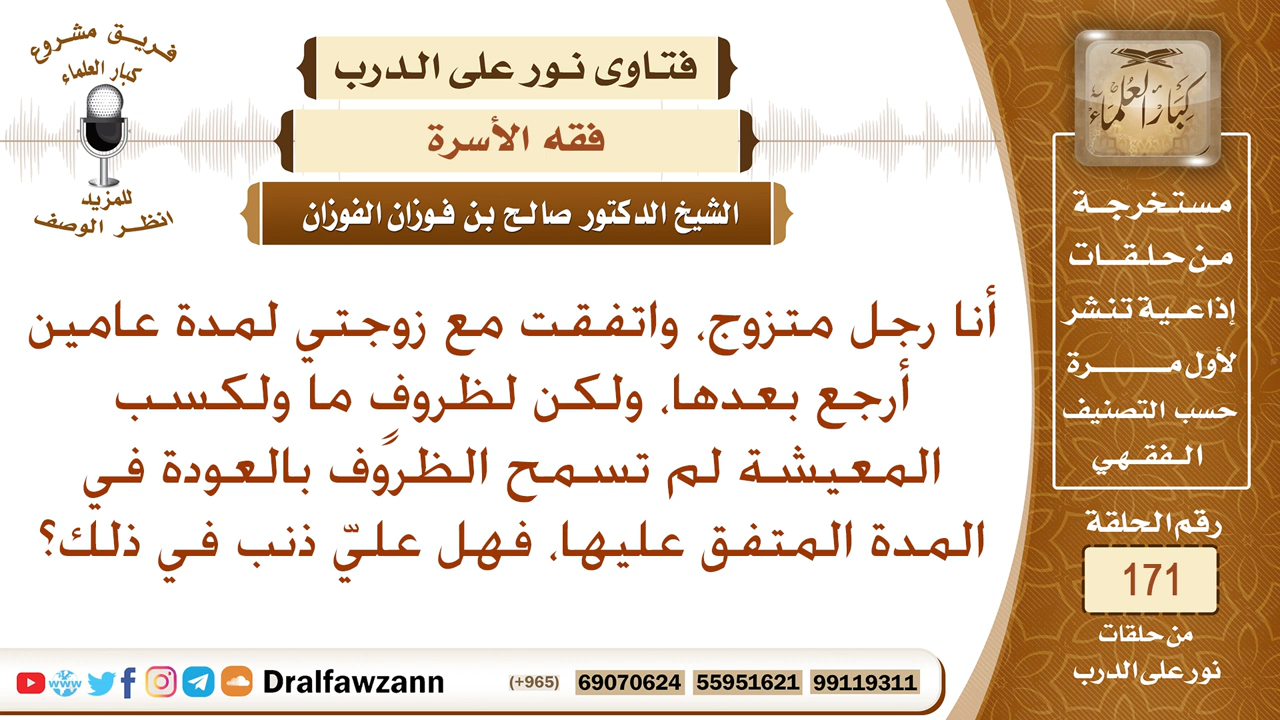 فريق مشروع
كبار العلماء
للمزيد
انظر الوصف
فتاوى نور على الدرب
فقه الأسرة
الشيخ الدكتور صالح بن فوزان الفوزان
أنا رجل متزوج، واتفقت مع زوجتي لمدة عامين
أرجع بعدها، ولكن لظروفٍ ما ولكسب
المعيشة لم تسمح الظروف بالعودة في
المدة المتفق عليها، فهل عليّ ذنب في ذلك؟
كبار العلماء
مستخرجة
من حلقات
إذاعية تنشر
لأول مرة
حسب التصنيف
الفقهي
رقم الحلقة
171
من حلقات
نور على الدرب
www
Dralfawzann
(+965) 69070624 55951621 99119311